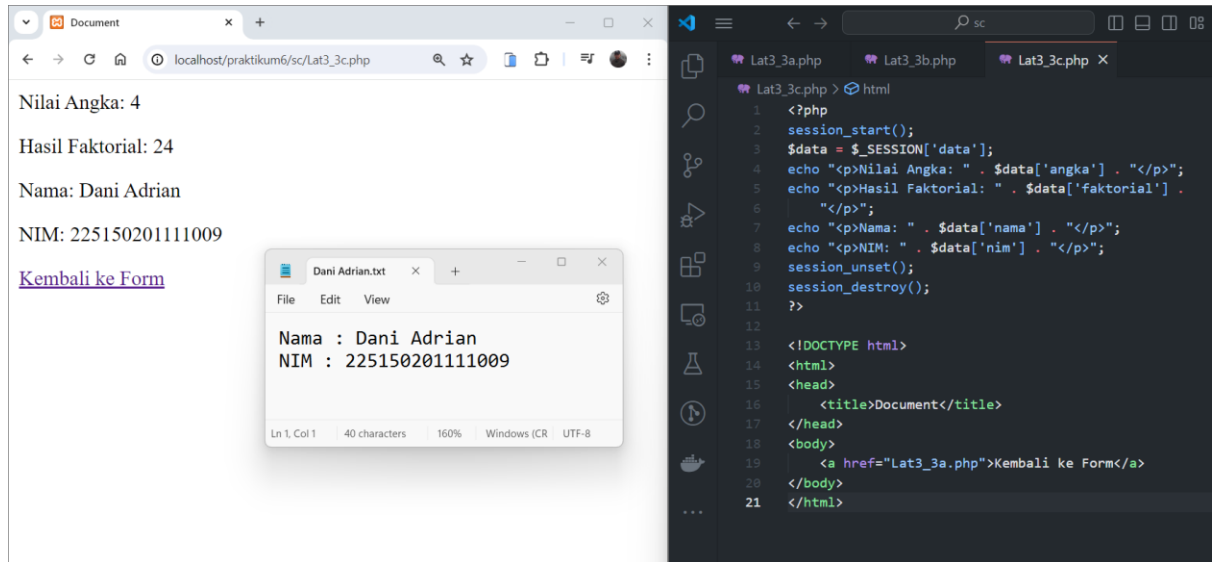 Document
localhost/praktikum6/sc/Lat3_3c.php
Nilai Angka: 4
Hasil Faktorial: 24
Nama: Dani Adrian
NIM: 225150201111009
Kembali ke Form
Dani Adrian.txt
File Edit View
Nama : Dani Adrian
NIM : 225150201111009
Ln 1, Col 1 40 characters 160% Windows (CR UTF-8
sc
Lat3_3a.php Lat3_3b.php Lat3_3c.php
Lat3_3c.php > html
1 <?php
2 session_start();
3 $data = $_SESSION['data'];
4 echo "<p>Nilai Angka: " . $data['angka'] . "</p>";
5 echo "<p>Hasil Faktorial: " . $data['faktorial'] .
6 "</p>";
7 echo "<p>Nama: " . $data['nama'] . "</p>";
8 echo "<p>NIM: " . $data['nim'] . "</p>";
9 session_unset();
10 session_destroy();
11 ?>
12
13 <!DOCTYPE html>
14 <html>
15 <head>
16 <title>Document</title>
17 </head>
18 <body>
19 <a href="Lat3_3a.php">Kembali ke Form</a>
20 </body>
21 </html>